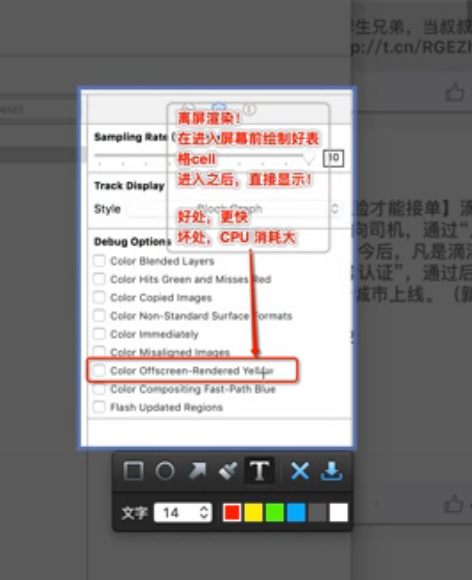 生兄弟，当叔叔
p://t.cn/RGEZh
etail
离屏渲染！
在进入屏幕前绘制好表
格cell
进入之后，直接显示！
好处，更快
坏处，CPU 消耗大
Sampling Rate (
10
Track Display
Style
Block Graph
Debug Options
Color Blended Layers
Color Hits Green and Misses Red
Color Copied Images
Color Non-Standard Surface Formats
Color Immediately
Color Misaligned Images
Color Offscreen-Rendered Yellow
Color Compositing Fast-Path Blue
Flash Updated Regions
脸才能接单】滴
向司机，通过“
今后，凡是滴滴
认证”，通过后
城市上线。（新
T
文字
14